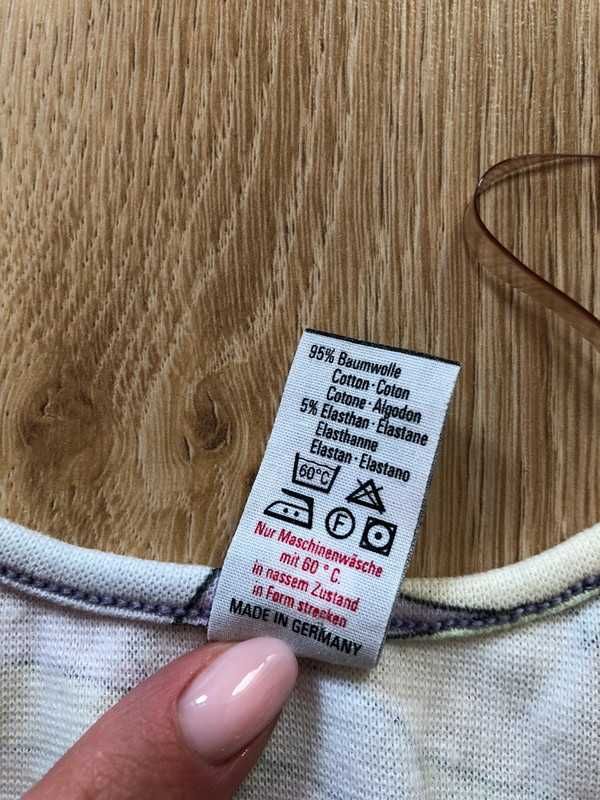 95% Baumwolle
Cotton · Coton
Cotone · Algodon
5% Elasthan · Elastane
Elasthanne
Elastan · Elastano
60°C
F
Nur Maschinenwäsche
mit 60 °C.
in nassem Zustand
in Form strecken
MADE IN GERMANY